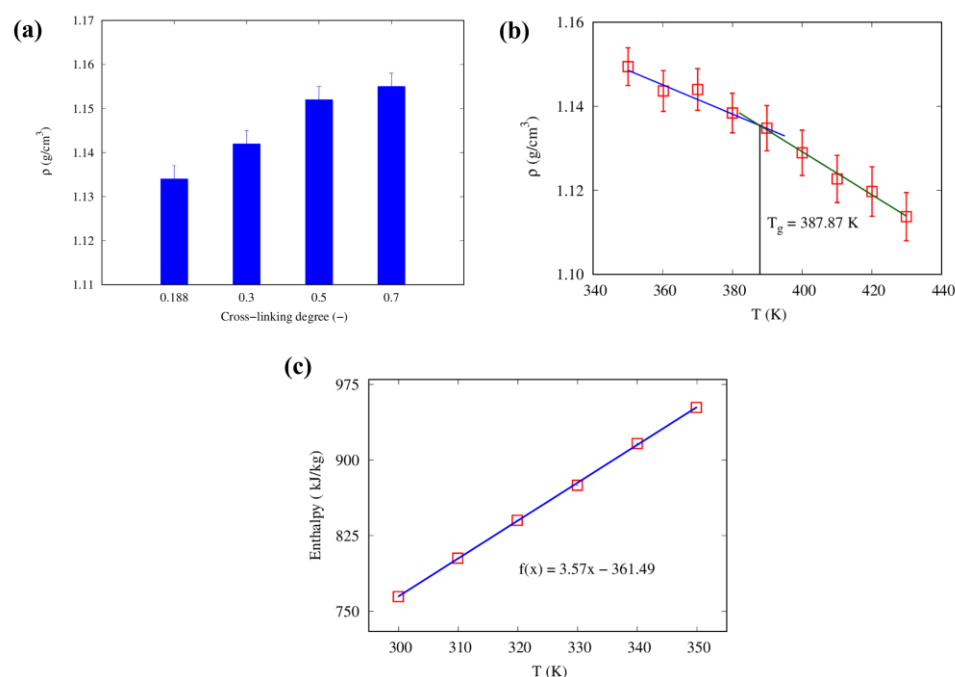 (a)
1.17
1.16
1.15
1.14
1.13
1.12
1.11
ρ (g/cm³)
0.188 0.3 0.5 0.7
Cross−linking degree (−)
(b)
1.16
1.14
1.12
1.10
ρ (g/cm³)
T_g = 387.87 K
340 360 380 400 420 440
T (K)
(c)
975
900
825
750
Enthalpy ( kJ/kg)
f(x) = 3.57x − 361.49
300 310 320 330 340 350
T (K)